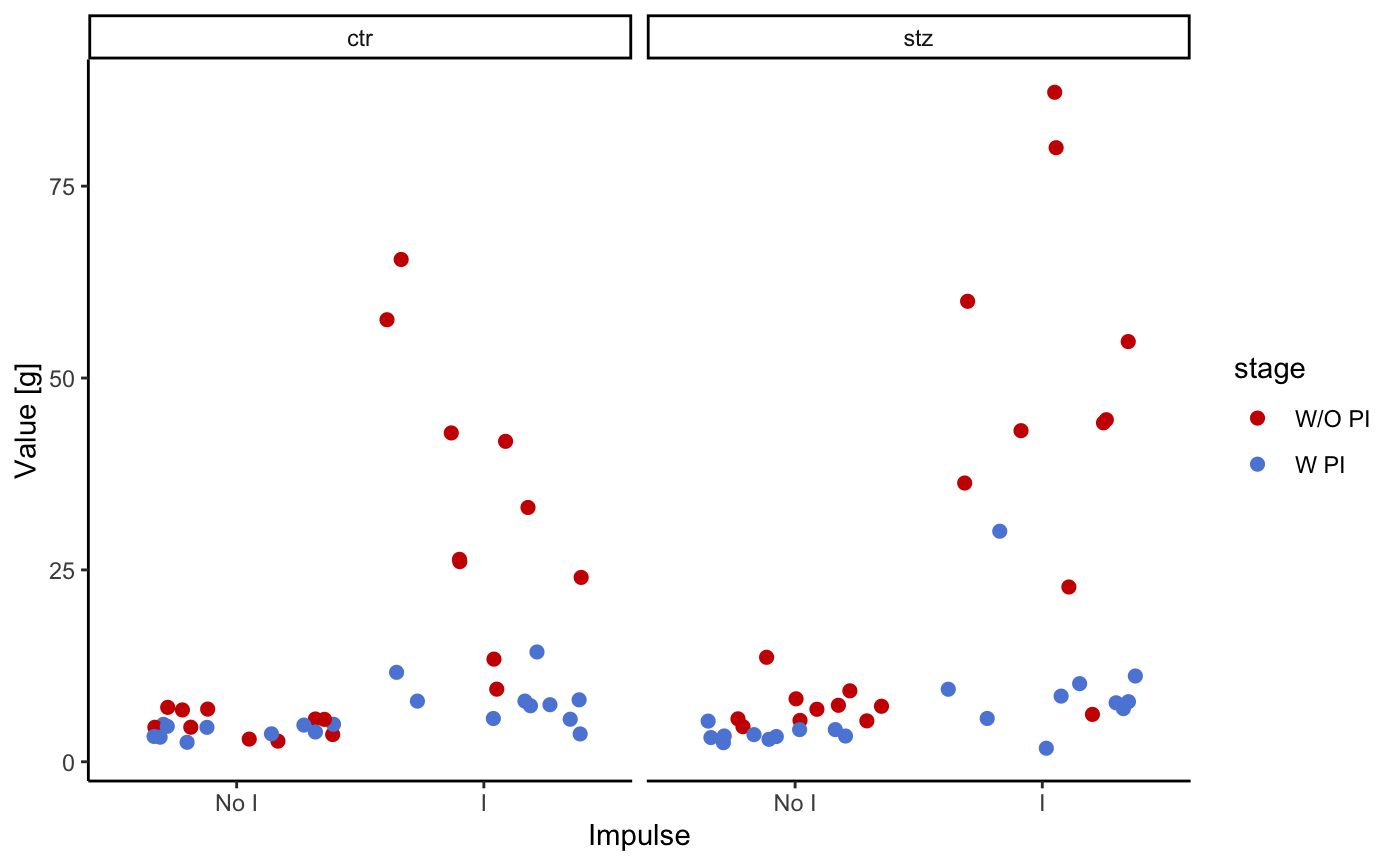 ctr
stz
75
50
25
0
Value [g]
No I
I
No I
I
Impulse
stage
W/O PI
W PI